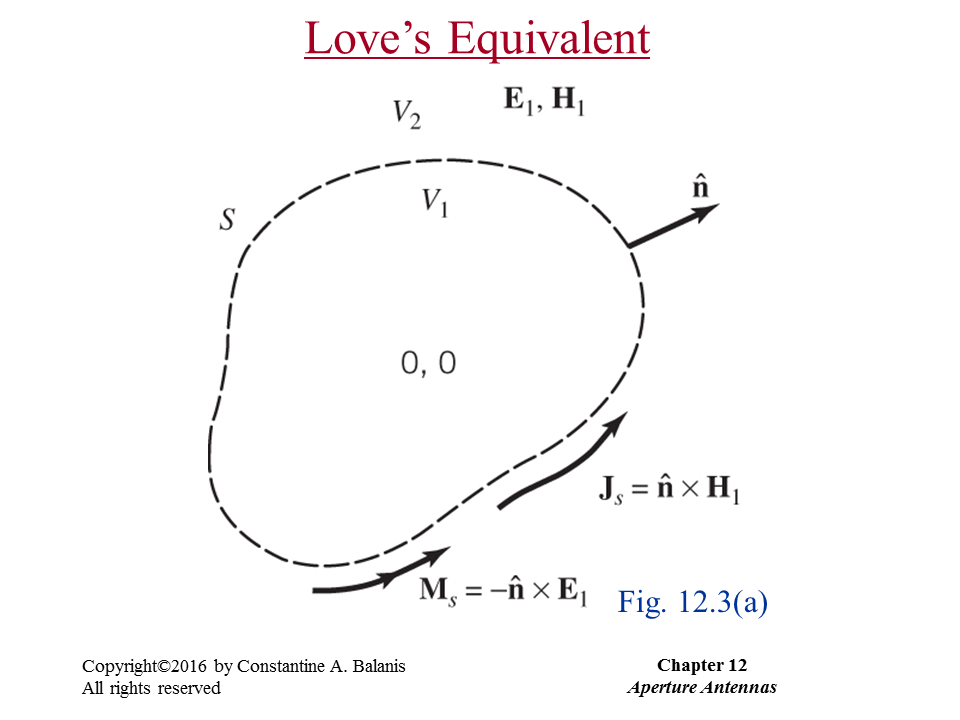 Love’s Equivalent
V₂
E₁, H₁
n̂
S
V₁
0, 0
Jₛ = n̂ × H₁
Mₛ = –n̂ × E₁
Fig. 12.3(a)
Copyright©2016 by Constantine A. Balanis
All rights reserved
Chapter 12
Aperture Antennas